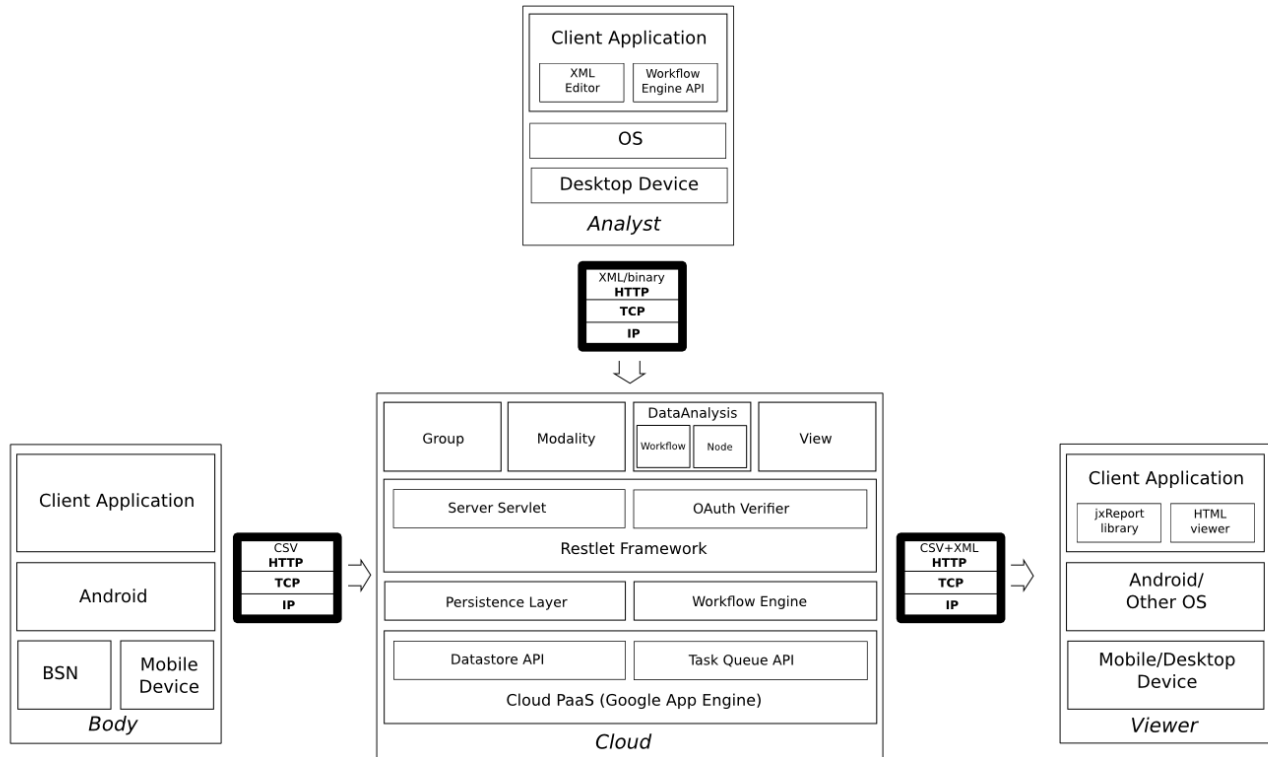 Client Application
XML
Editor
Workflow
Engine API
OS
Desktop Device
Analyst
XML/binary
HTTP
TCP
IP
Client Application
Android
BSN
Mobile
Device
Body
CSV
HTTP
TCP
IP
Group
Modality
DataAnalysis
Workflow
Node
View
Server Servlet
OAuth Verifier
Restlet Framework
Persistence Layer
Workflow Engine
Datastore API
Task Queue API
Cloud PaaS (Google App Engine)
Cloud
CSV+XML
HTTP
TCP
IP
Client Application
jxReport
library
HTML
viewer
Android/
Other OS
Mobile/Desktop
Device
Viewer